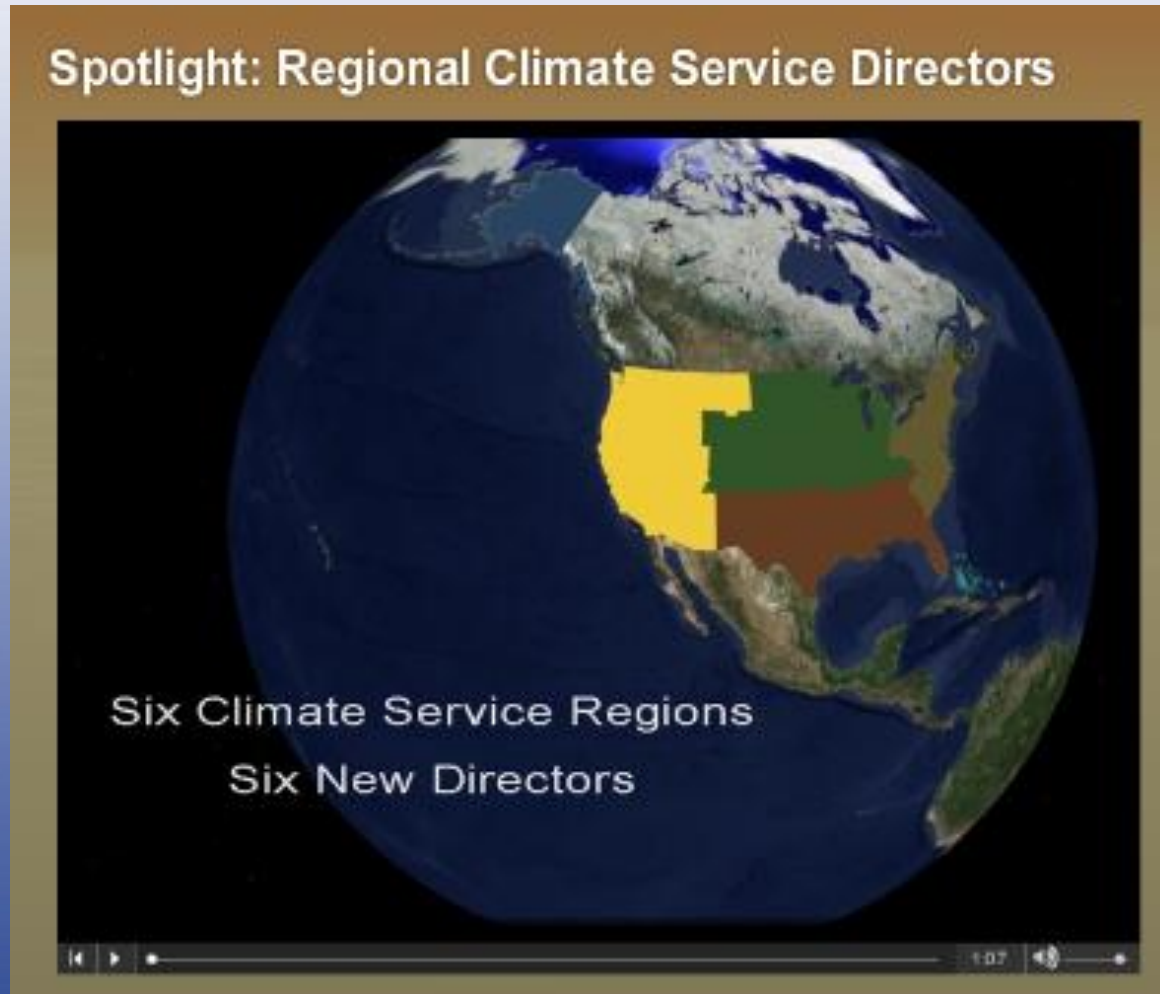 Spotlight: Regional Climate Service Directors
Six Climate Service Regions
Six New Directors
1:07